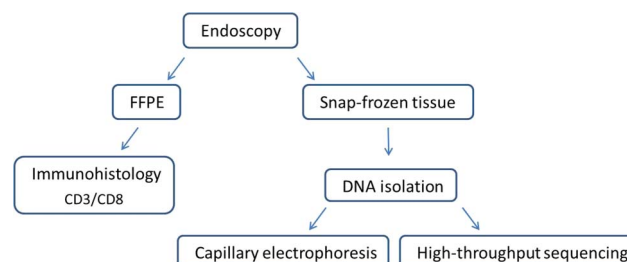 Endoscopy
FFPE
Snap-frozen tissue
Immunohistology
CD3/CD8
DNA isolation
Capillary electrophoresis
High-throughput sequencing